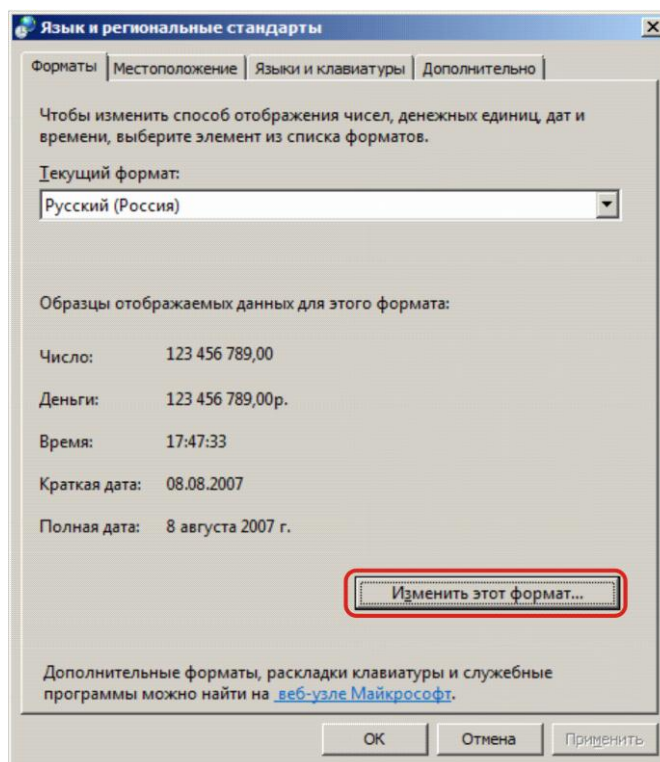 Язык и региональные стандарты
Форматы Местоположение Языки и клавиатуры Дополнительно
Чтобы изменить способ отображения чисел, денежных единиц, дат и
времени, выберите элемент из списка форматов.
Текущий формат:
Русский (Россия)
Образцы отображаемых данных для этого формата:
Число: 123 456 789,00
Деньги: 123 456 789,00р.
Время: 17:47:33
Краткая дата: 08.08.2007
Полная дата: 8 августа 2007 г.
Изменить этот формат...
Дополнительные форматы, раскладки клавиатуры и служебные
программы можно найти на веб-узле Майкрософт.
ОК Отмена Применить